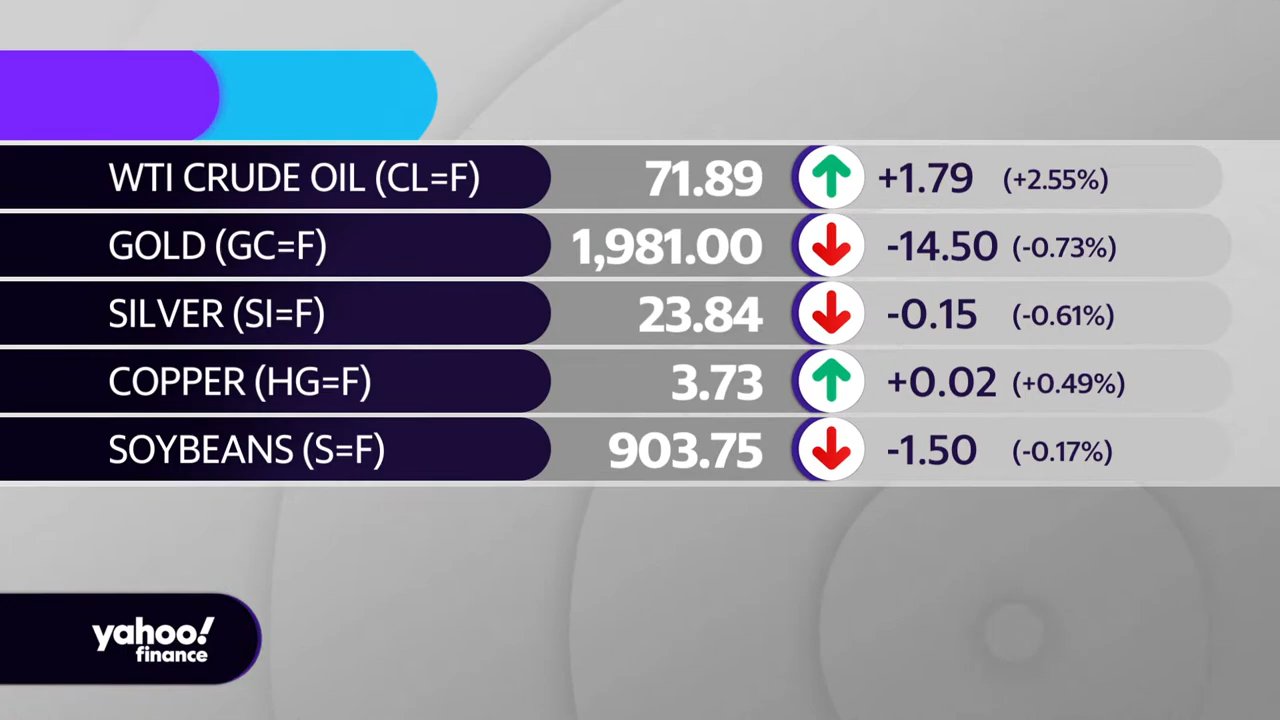 WTI CRUDE OIL (CL=F) 71.89 +1.79 (+2.55%)
GOLD (GC=F) 1,981.00 -14.50 (-0.73%)
SILVER (SI=F) 23.84 -0.15 (-0.61%)
COPPER (HG=F) 3.73 +0.02 (+0.49%)
SOYBEANS (S=F) 903.75 -1.50 (-0.17%)
yahoo!
finance